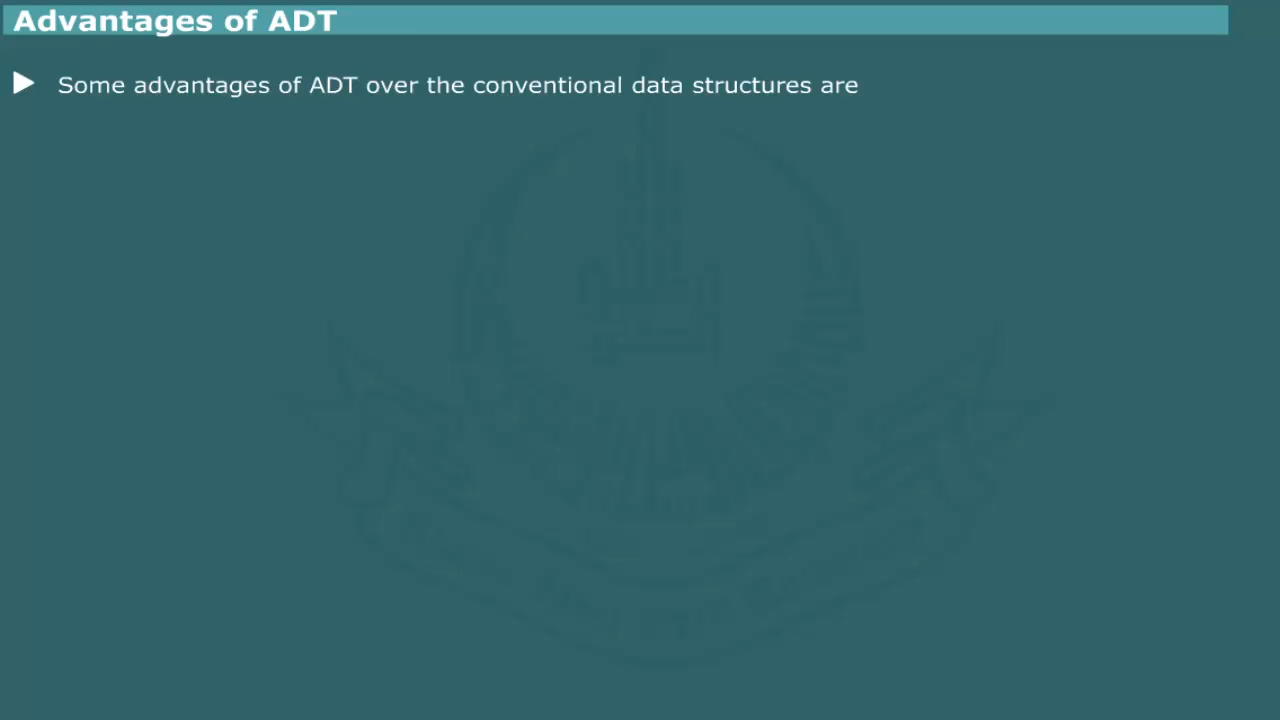 Advantages of ADT
Some advantages of ADT over the conventional data structures are